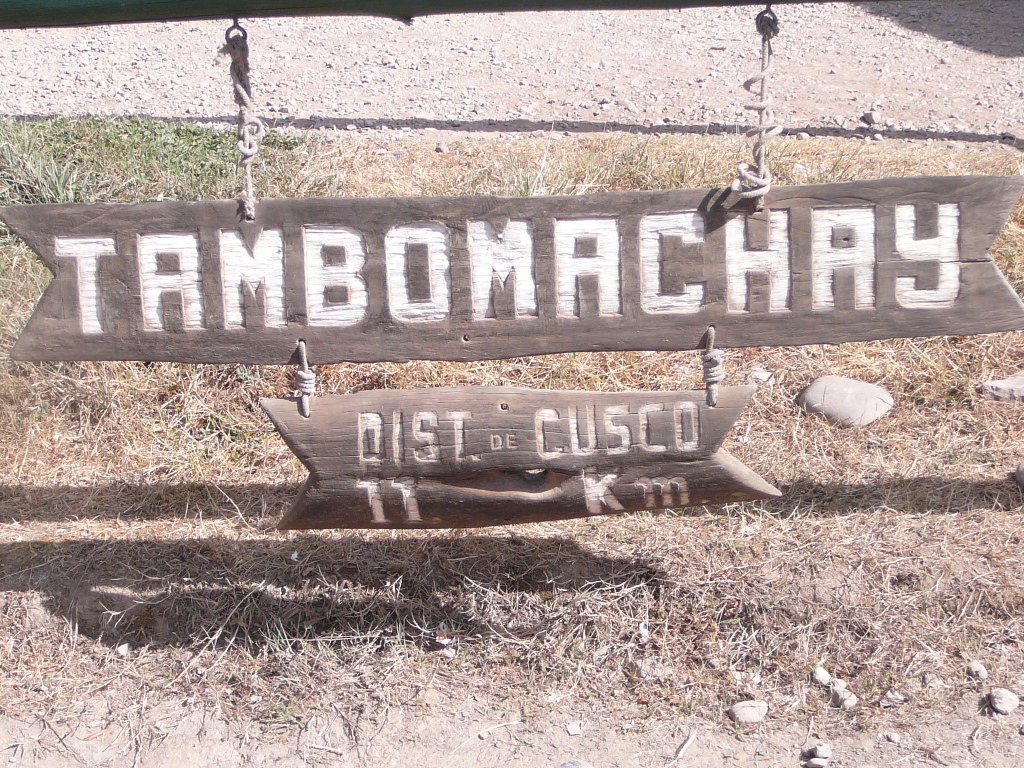 TAMBOMACHAY
DIST. DE CUSCO
11 Km